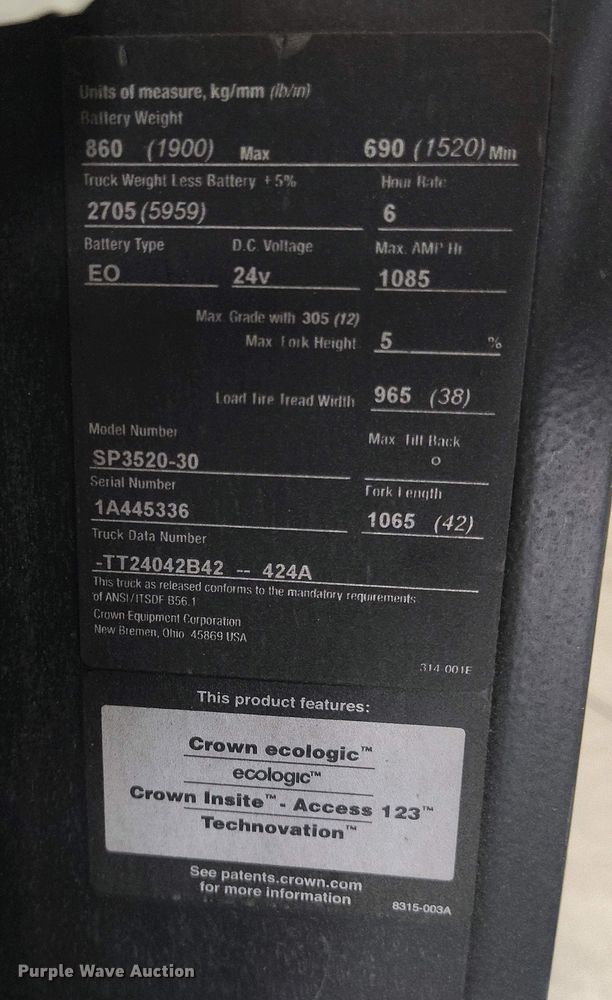 Units of measure, kg/mm (lb/in)
Battery Weight
860 (1900) Max 690 (1520) Min
Truck Weight Less Battery + 5% Hour Rate
2705 (5959) 6
Battery Type D.C. Voltage Max. AMP Hr
EO 24v 1085
Max Grade with 305 (12)
Max Fork Height 5 %
Load Tire Tread Width 965 (38)
Model Number Max Tilt Back
SP3520-30 o
Serial Number Fork Length
1A445336 1065 (42)
Truck Data Number
-TT24042B42 -- 424A
This truck as released conforms to the mandatory requirements
of ANSI/ITSDF B56.1
Crown Equipment Corporation
New Bremen, Ohio 45869 USA
314-001E
This product features:
Crown ecologic™
ecologic™
Crown Insite™ - Access 123™
Technovation™
See patents.crown.com
for more information
8315-003A
Purple Wave Auction